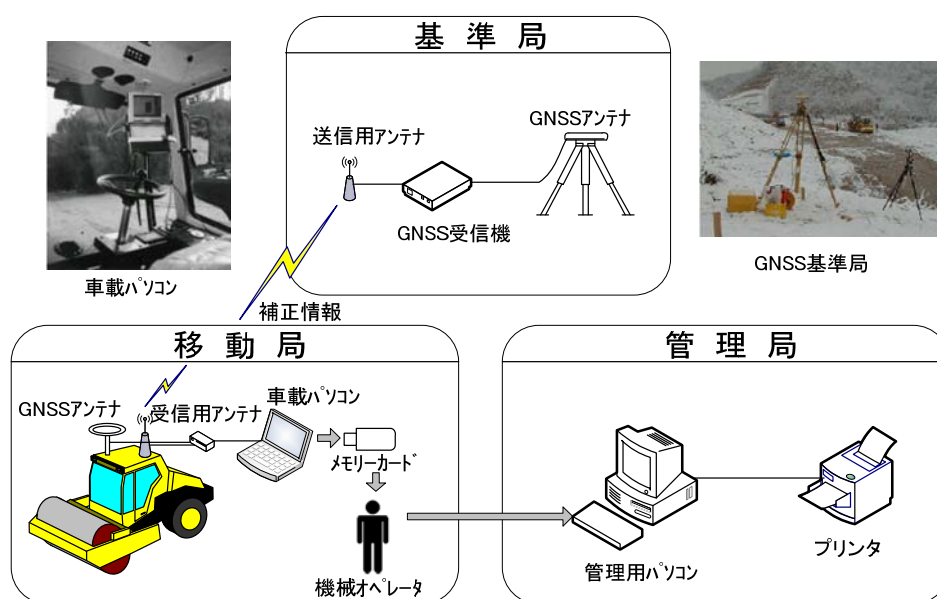 基準局
送信用アンテナ
GNSSアンテナ
GNSS受信機
車載パソコン
GNSS基準局
補正情報
移動局
GNSSアンテナ
受信用アンテナ
車載パソコン
メモリーカード
機械オペレータ
管理局
管理用パソコン
プリンタ